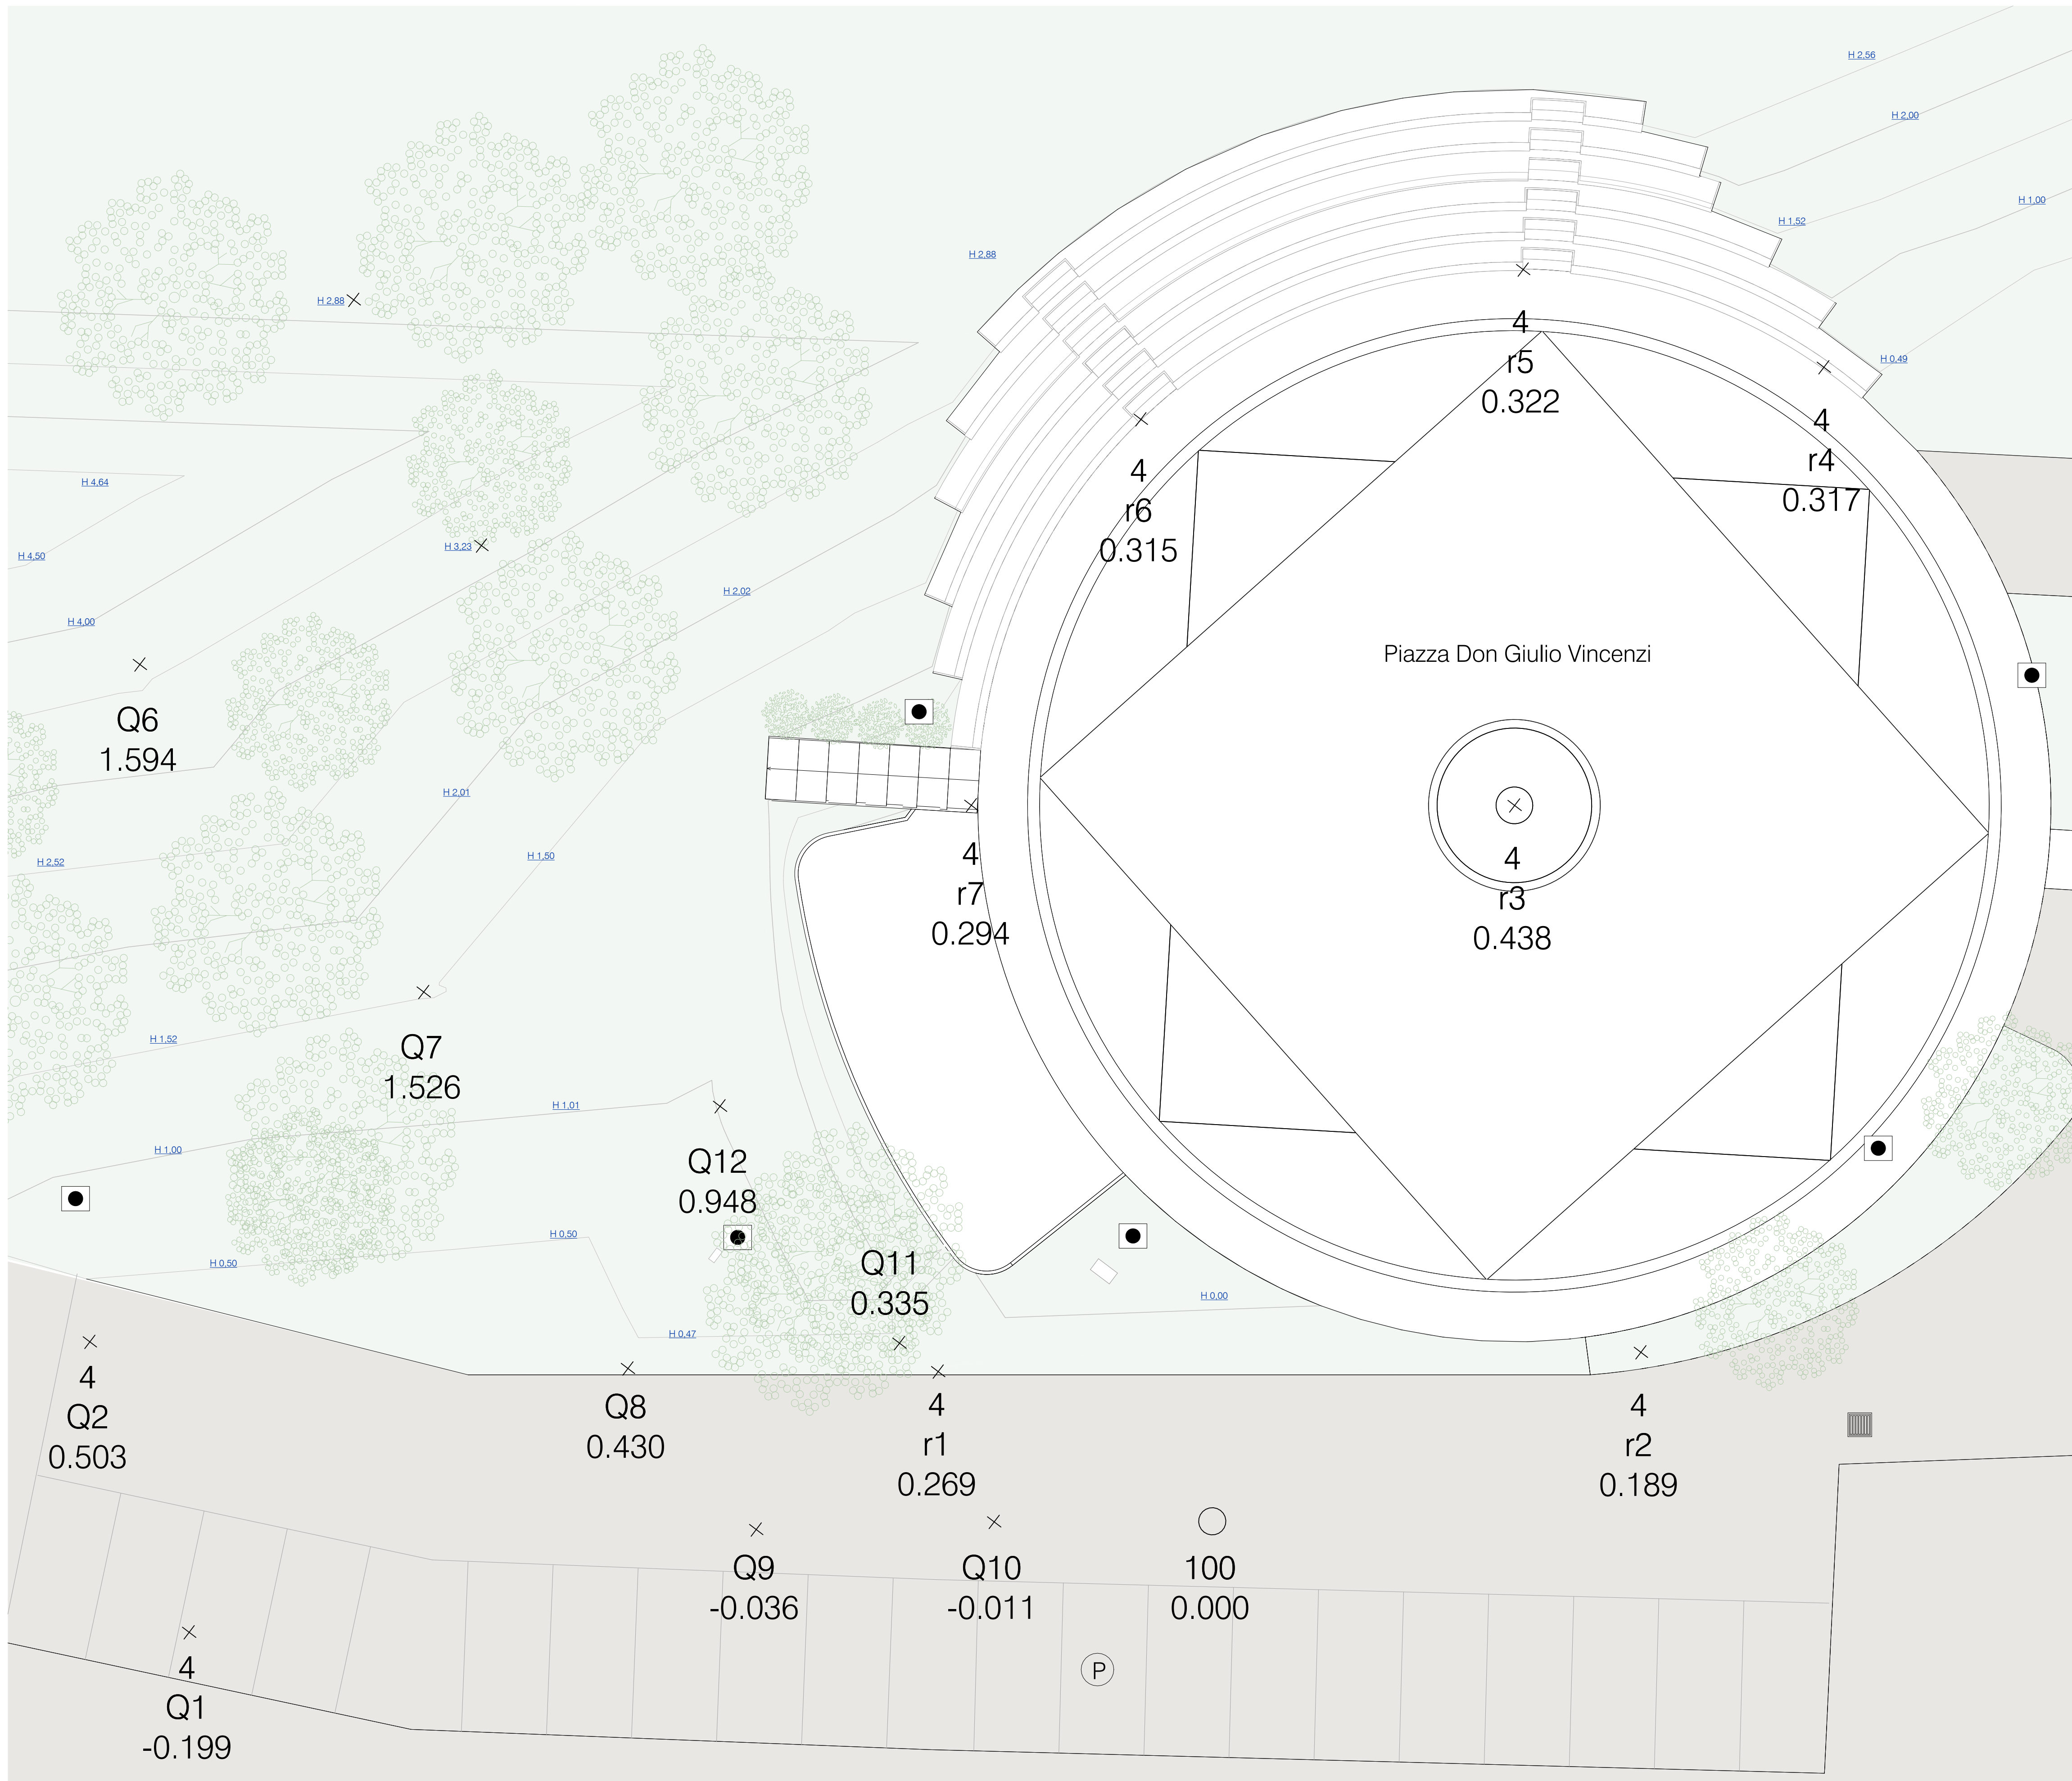 H 2,56
H 2,00
H 1,00
H 1,52
H 2,88
H 2,88
H 0,49
4
r5
0.322
4
r4
0.317
4
r6
0.315
H 4,64
H 3,23
H 4,50
H 2,02
H 4,00
Piazza Don Giulio Vincenzi
Q6
1.594
H 2,01
H 1,50
H 2,52
4
r7
0.294
4
r3
0.438
H 1,52
Q7
1.526
H 1,01
H 1,00
Q12
0.948
H 0,50
H 0,50
Q11
0.335
H 0,00
H 0,47
4
Q2
0.503
Q8
0.430
4
r1
0.269
4
r2
0.189
Q9
-0.036
Q10
-0.011
100
0.000
P
4
Q1
-0.199